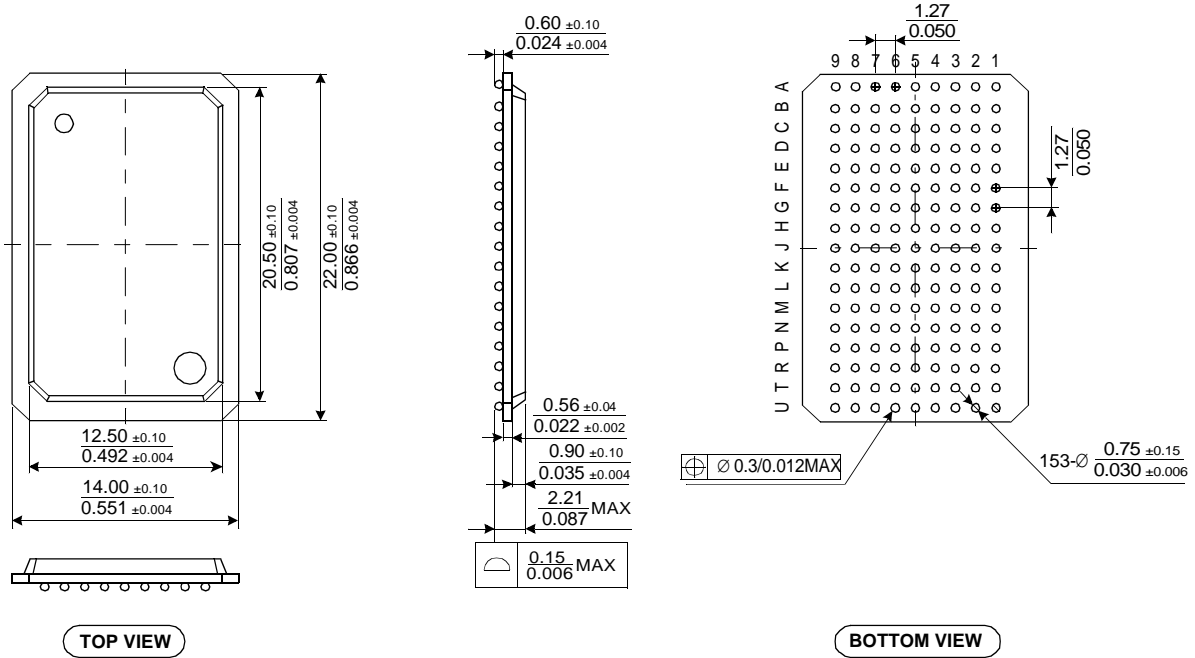 0.60 ±0.10
0.024 ±0.004
1.27
0.050
9 8 7 6 5 4 3 2 1
A
B
C
D
E
F
G
H
J
K
L
M
N
P
R
T
U
1.27
0.050
20.50 ±0.10
0.807 ±0.004
22.00 ±0.10
0.866 ±0.004
12.50 ±0.10
0.492 ±0.004
14.00 ±0.10
0.551 ±0.004
0.56 ±0.04
0.022 ±0.002
0.90 ±0.10
0.035 ±0.004
2.21
0.087 MAX
0.15
0.006 MAX
Ø 0.3/0.012MAX
153-Ø 0.75 ±0.15
0.030 ±0.006
TOP VIEW
BOTTOM VIEW